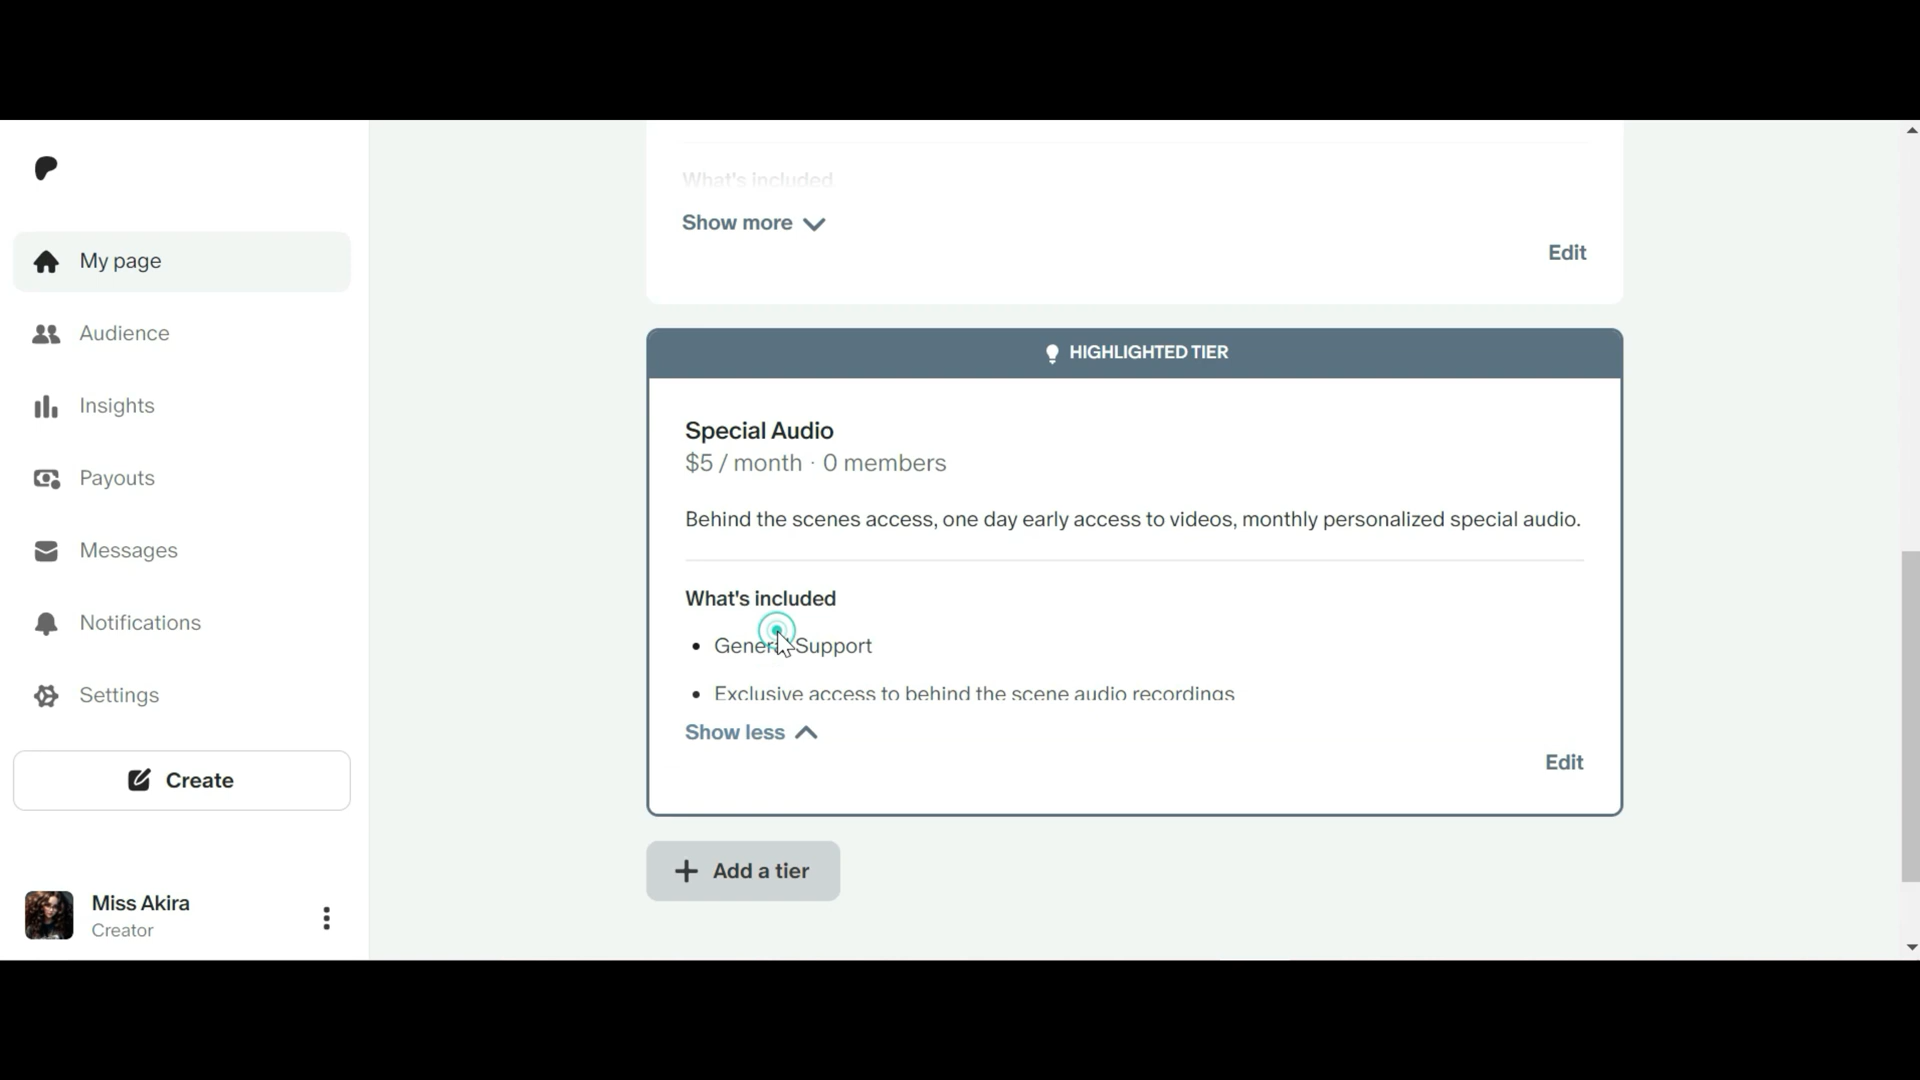 What's included
Show more
Edit
My page
Audience
Insights
Payouts
Messages
Notifications
Settings
Create
Miss Akira
Creator
HIGHLIGHTED TIER
Special Audio
$5 / month · 0 members
Behind the scenes access, one day early access to videos, monthly personalized special audio.
What's included
General Support
Exclusive access to behind the scene audio recordings
Show less
Edit
Add a tier